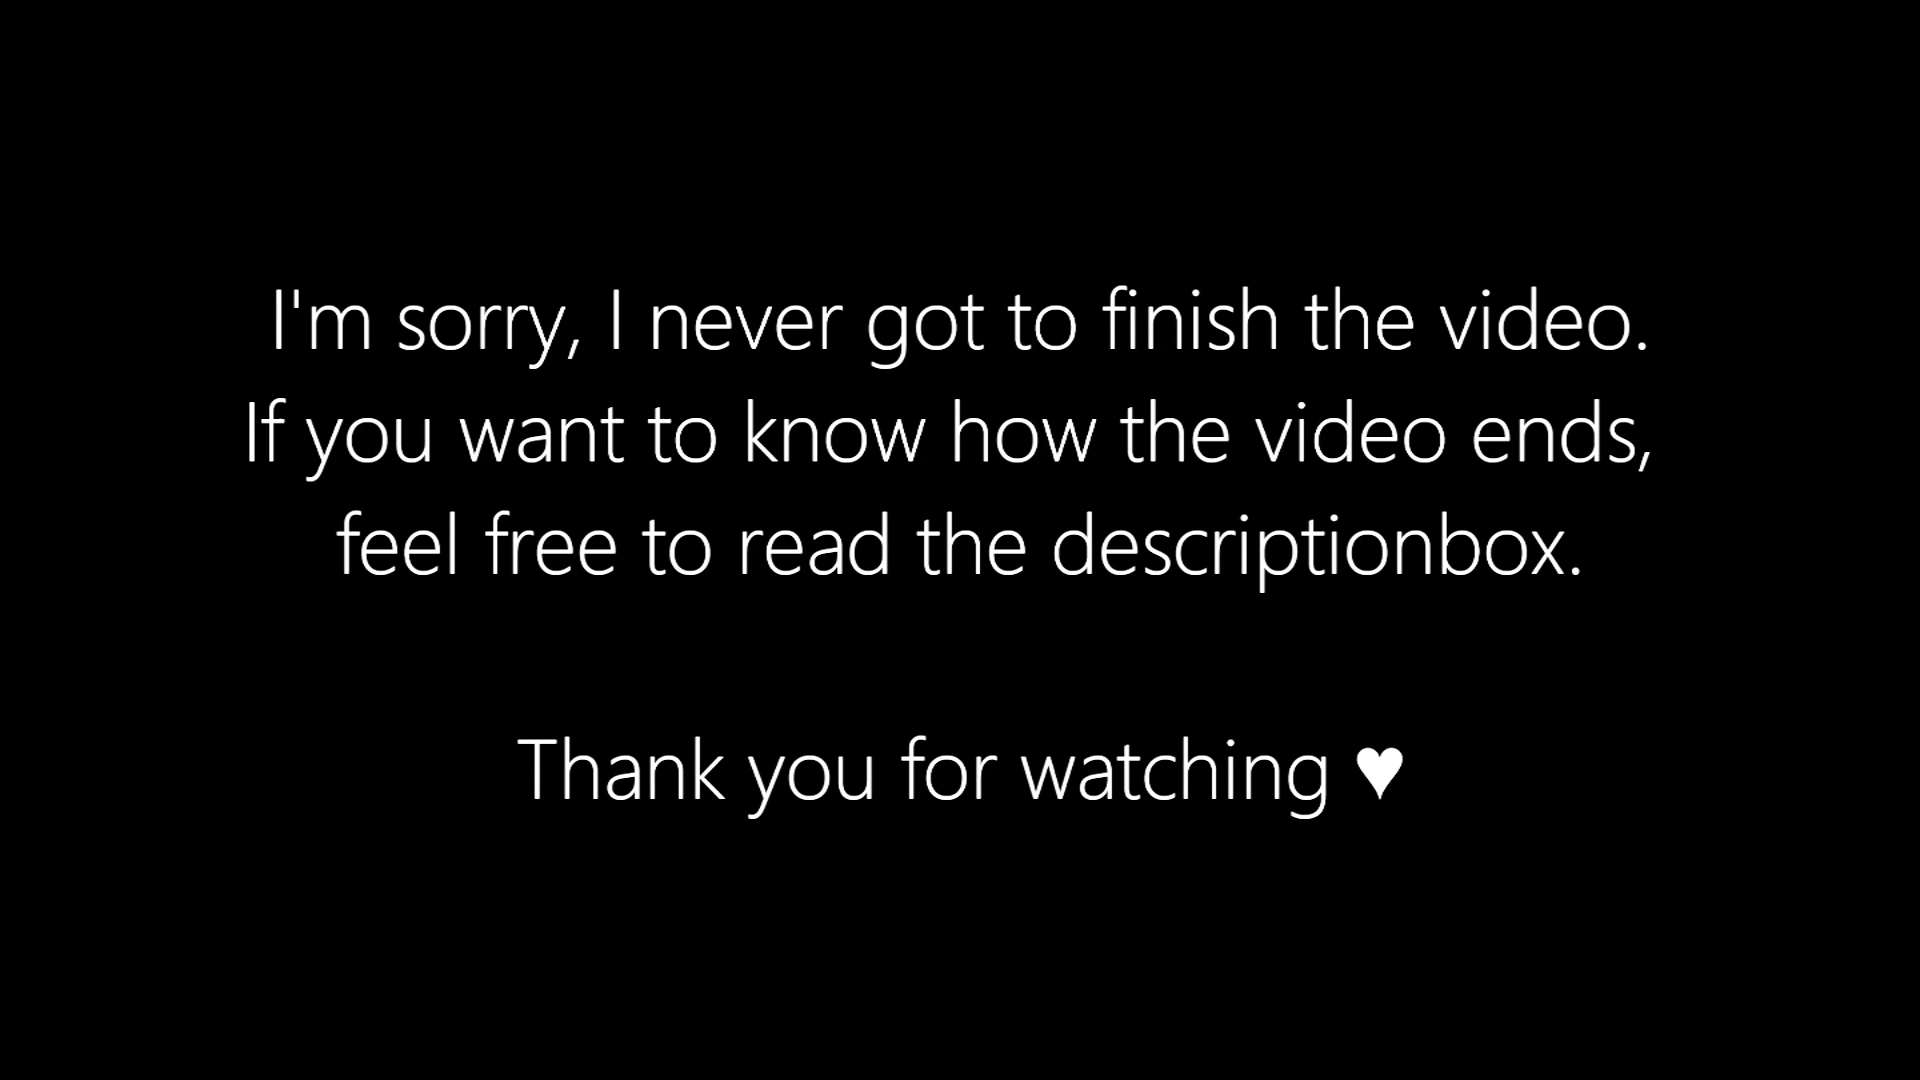 I'm sorry, I never got to finish the video.
If you want to know how the video ends,
feel free to read the descriptionbox.
Thank you for watching ♥